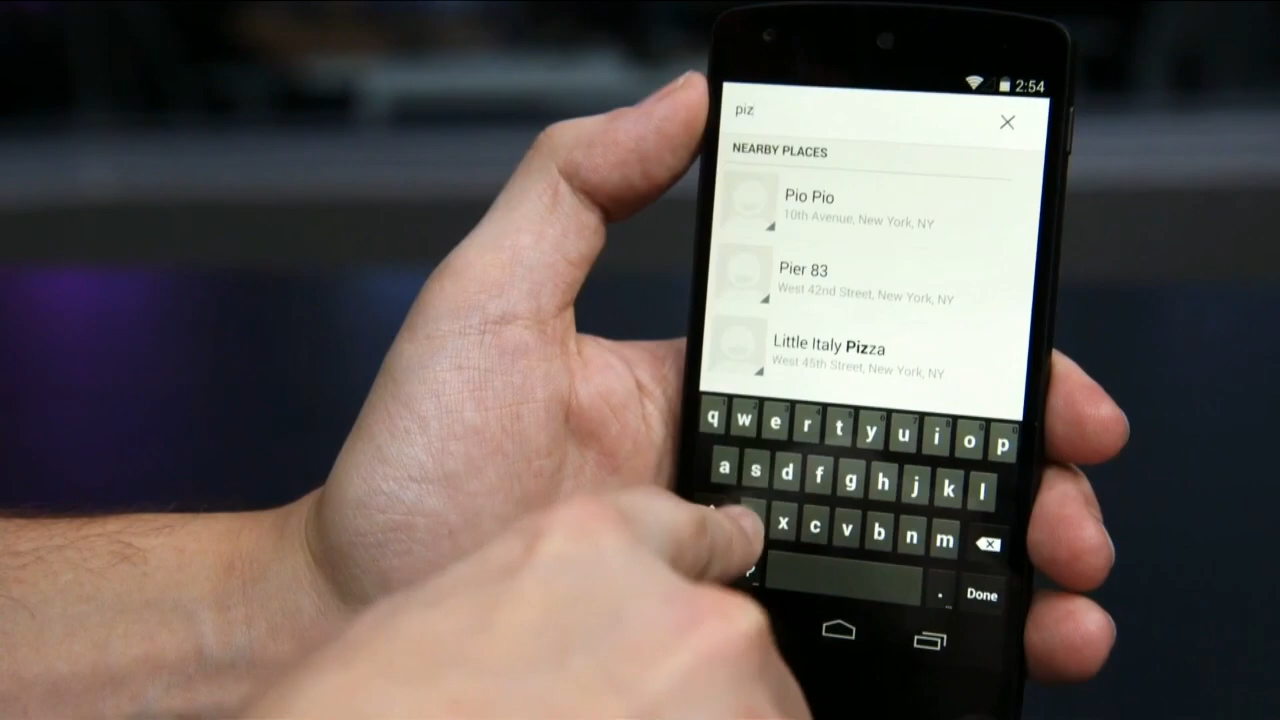 2:54
piz
NEARBY PLACES
Pio Pio
10th Avenue, New York, NY
Pier 83
West 42nd Street, New York, NY
Little Italy Pizza
West 45th Street, New York, NY
q w e r t y u i o p
a s d f g h j k l
x c v b n m
? . Done